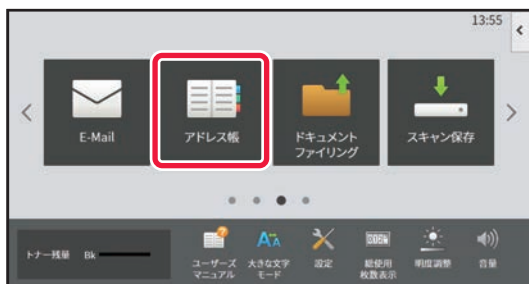 13:55
E-Mail
アドレス帳
ドキュメント
ファイリング
スキャン保存
トナー残量 Bk
ユーザーズ
マニュアル
大きな文字
モード
設定
総使用
枚数表示
明度調整
音量